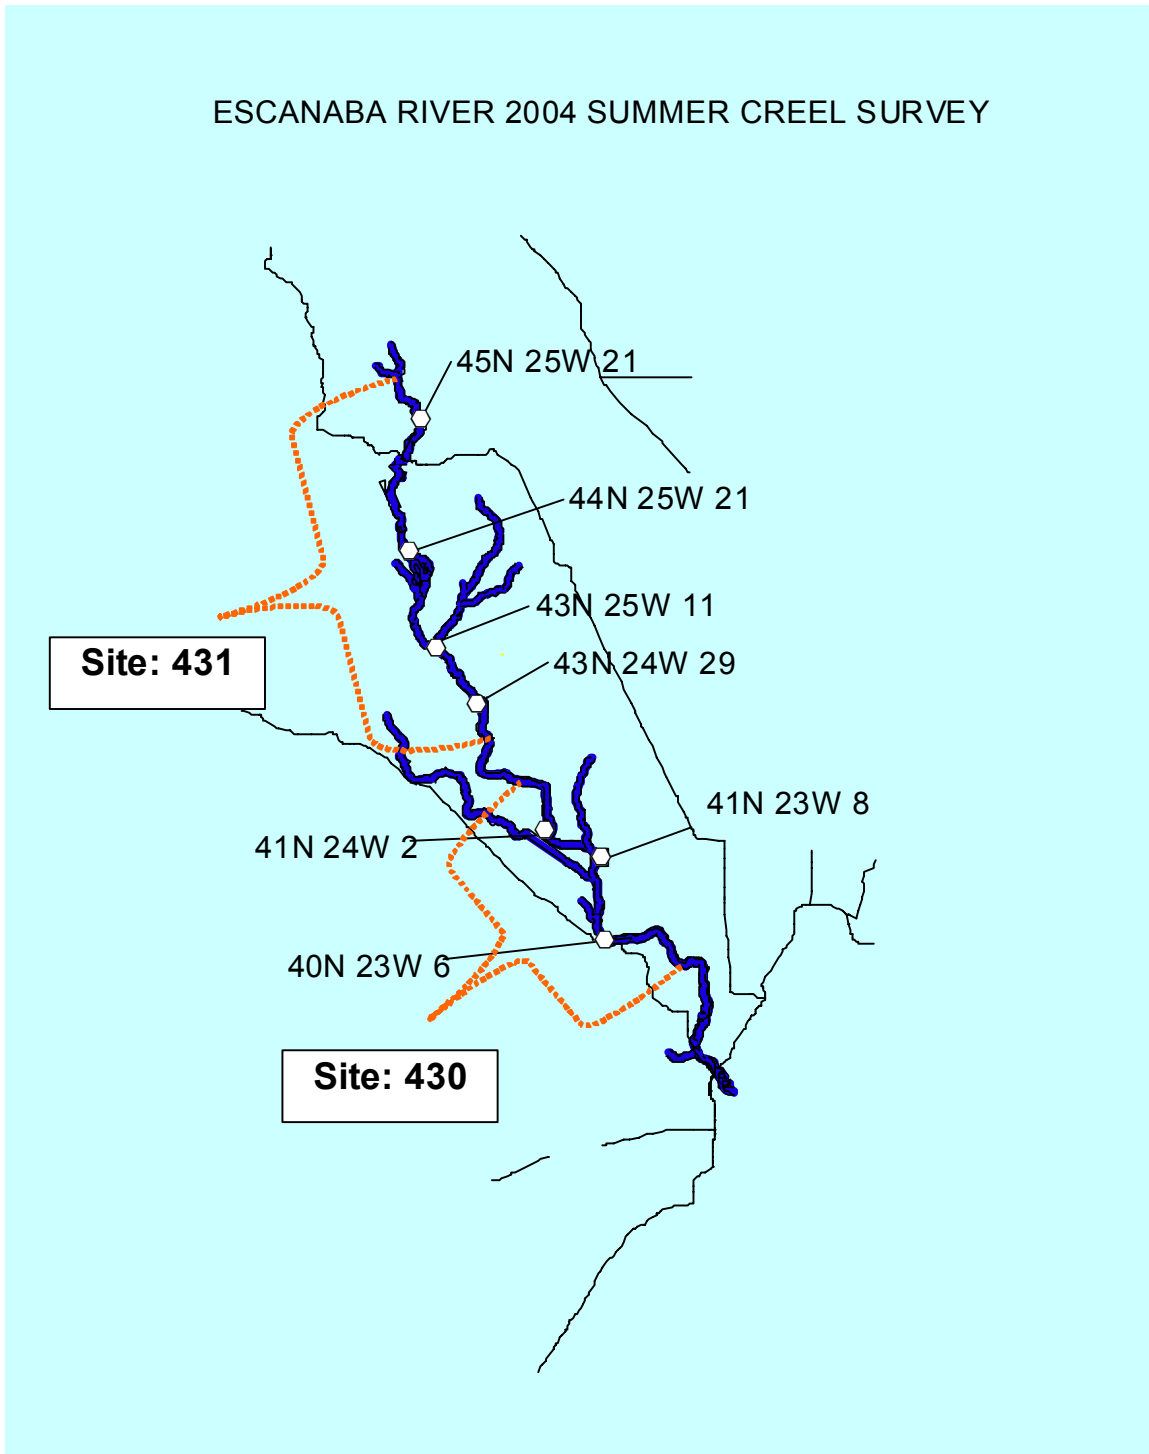 ESCANABA RIVER 2004 SUMMER CREEL SURVEY
45N 25W 21
44N 25W 21
43N 25W 11
Site: 431
43N 24W 29
41N 23W 8
41N 24W 2
40N 23W 6
Site: 430